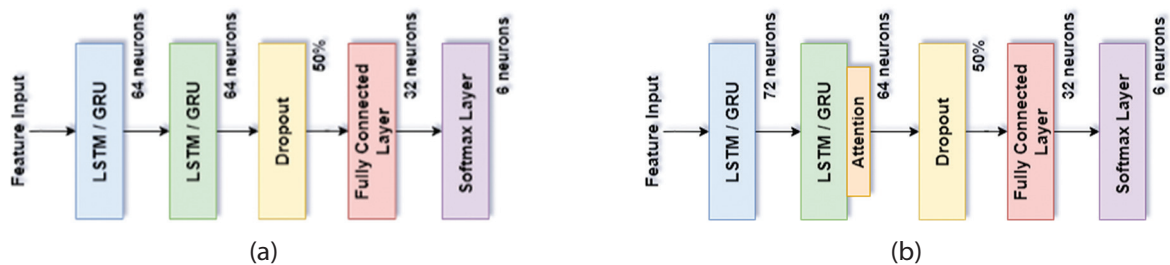 Feature Input
LSTM / GRU
64 neurons
LSTM / GRU
64 neurons
Dropout
50%
Fully Connected
Layer
32 neurons
Softmax Layer
6 neurons
(a)
Feature Input
LSTM / GRU
72 neurons
LSTM / GRU
Attention
64 neurons
Dropout
50%
Fully Connected
Layer
32 neurons
Softmax Layer
6 neurons
(b)